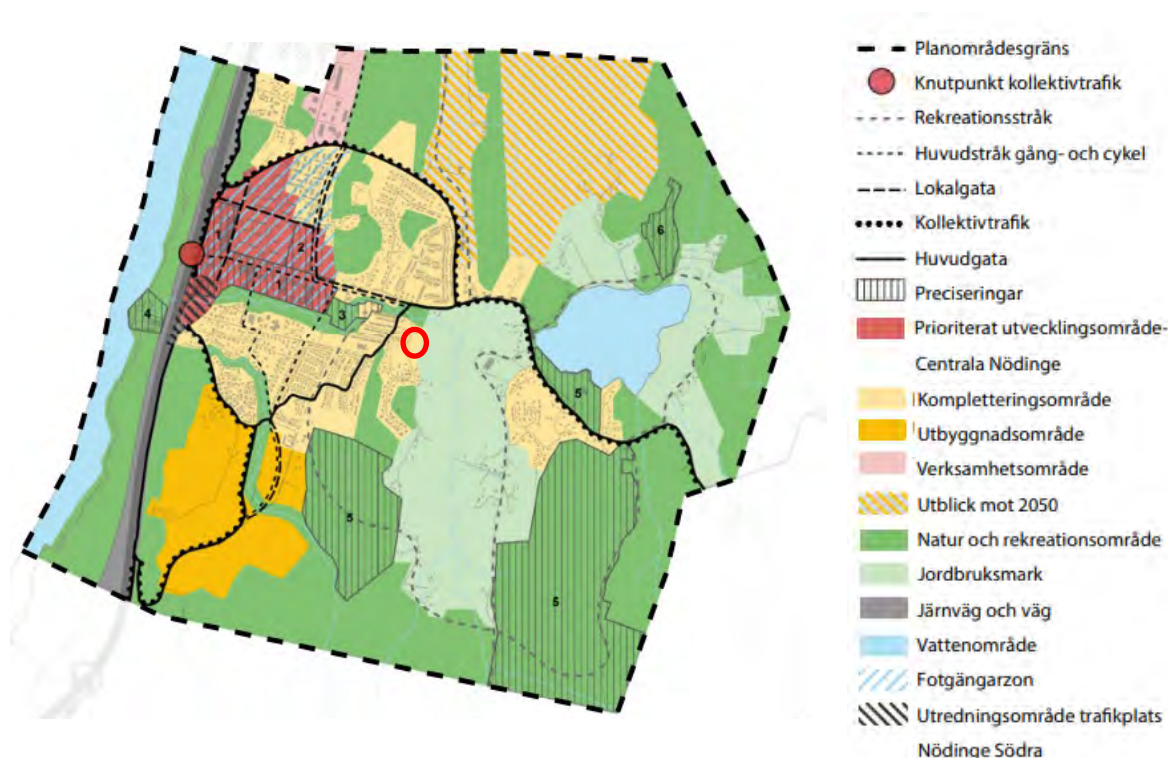 Planområdesgräns
Knutpunkt kollektivtrafik
Rekreationsstråk
Huvudstråk gång- och cykel
Lokalgata
Kollektivtrafik
Huvudgata
Preciseringar
Prioriterat utvecklingsområde-
Centrala Nödinge
Kompletteringsområde
Utbyggnadsområde
Verksamhetsområde
Utblick mot 2050
Natur och rekreationsområde
Jordbruksmark
Järnväg och väg
Vattenområde
Fotgängarzon
Utredningsområde trafikplats
Nödinge Södra
6
1
2
1
4
3
5
5
5